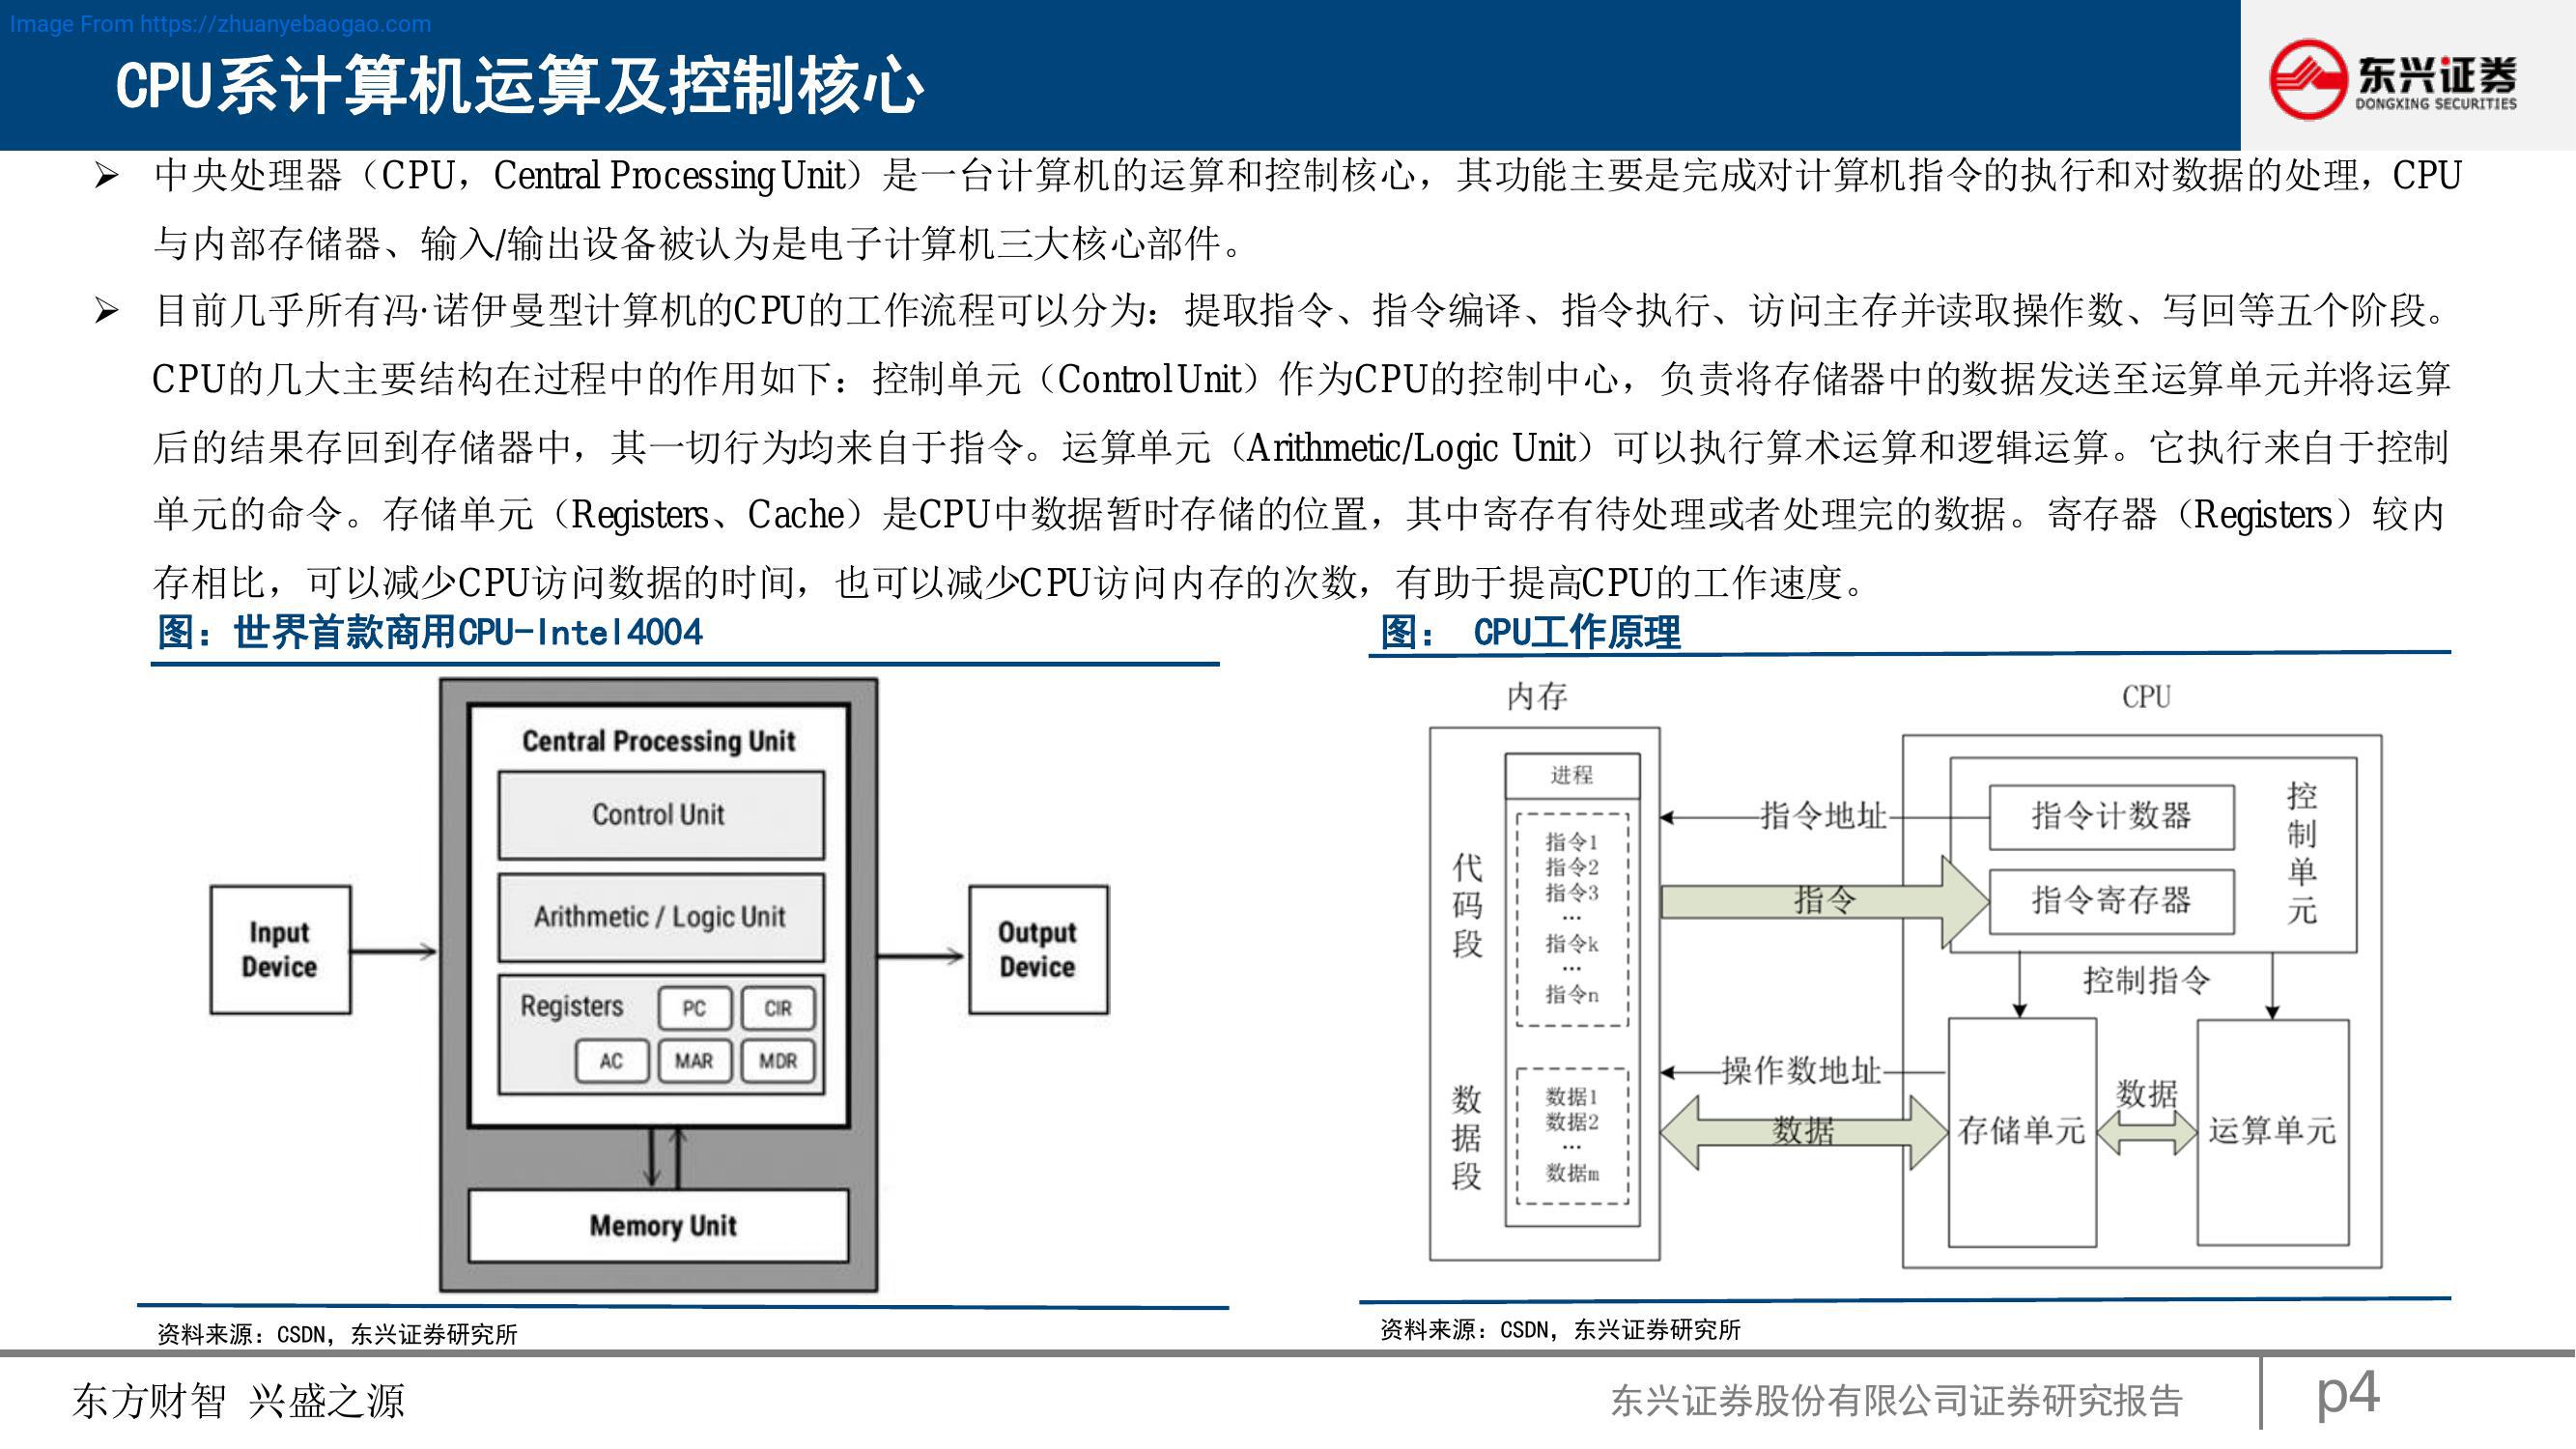 Image From https://zhuanyebaogao.com
CPU系计算机运算及控制核心
东兴证券
DONGXING SECURITIES
➢ 中央处理器（CPU，Central Processing Unit）是一台计算机的运算和控制核心，其功能主要是完成对计算机指令的执行和对数据的处理，CPU
与内部存储器、输入/输出设备被认为是电子计算机三大核心部件。
➢ 目前几乎所有冯·诺伊曼型计算机的CPU的工作流程可以分为：提取指令、指令编译、指令执行、访问主存并读取操作数、写回等五个阶段。
CPU的几大主要结构在过程中的作用如下：控制单元（Control Unit）作为CPU的控制中心，负责将存储器中的数据发送至运算单元并将运算
后的结果存回到存储器中，其一切行为均来自于指令。运算单元（Arithmetic/Logic Unit）可以执行算术运算和逻辑运算。它执行来自于控制
单元的命令。存储单元（Registers、Cache）是CPU中数据暂时存储的位置，其中寄存有待处理或者处理完的数据。寄存器（Registers）较内
存相比，可以减少CPU访问数据的时间，也可以减少CPU访问内存的次数，有助于提高CPU的工作速度。
图：世界首款商用CPU-Intel4004
Central Processing Unit
Control Unit
Arithmetic / Logic Unit
Registers
PC
CIR
AC
MAR
MDR
Input
Device
Output
Device
Memory Unit
资料来源：CSDN，东兴证券研究所
图： CPU工作原理
内存
CPU
进程
代码段
指令1
指令2
指令3
...
指令k
...
指令n
数据段
数据1
数据2
...
数据m
指令地址
指令
操作数地址
数据
指令计数器
指令寄存器
控制单元
控制指令
存储单元
数据
运算单元
资料来源：CSDN，东兴证券研究所
东方财智 兴盛之源
东兴证券股份有限公司证券研究报告
p4